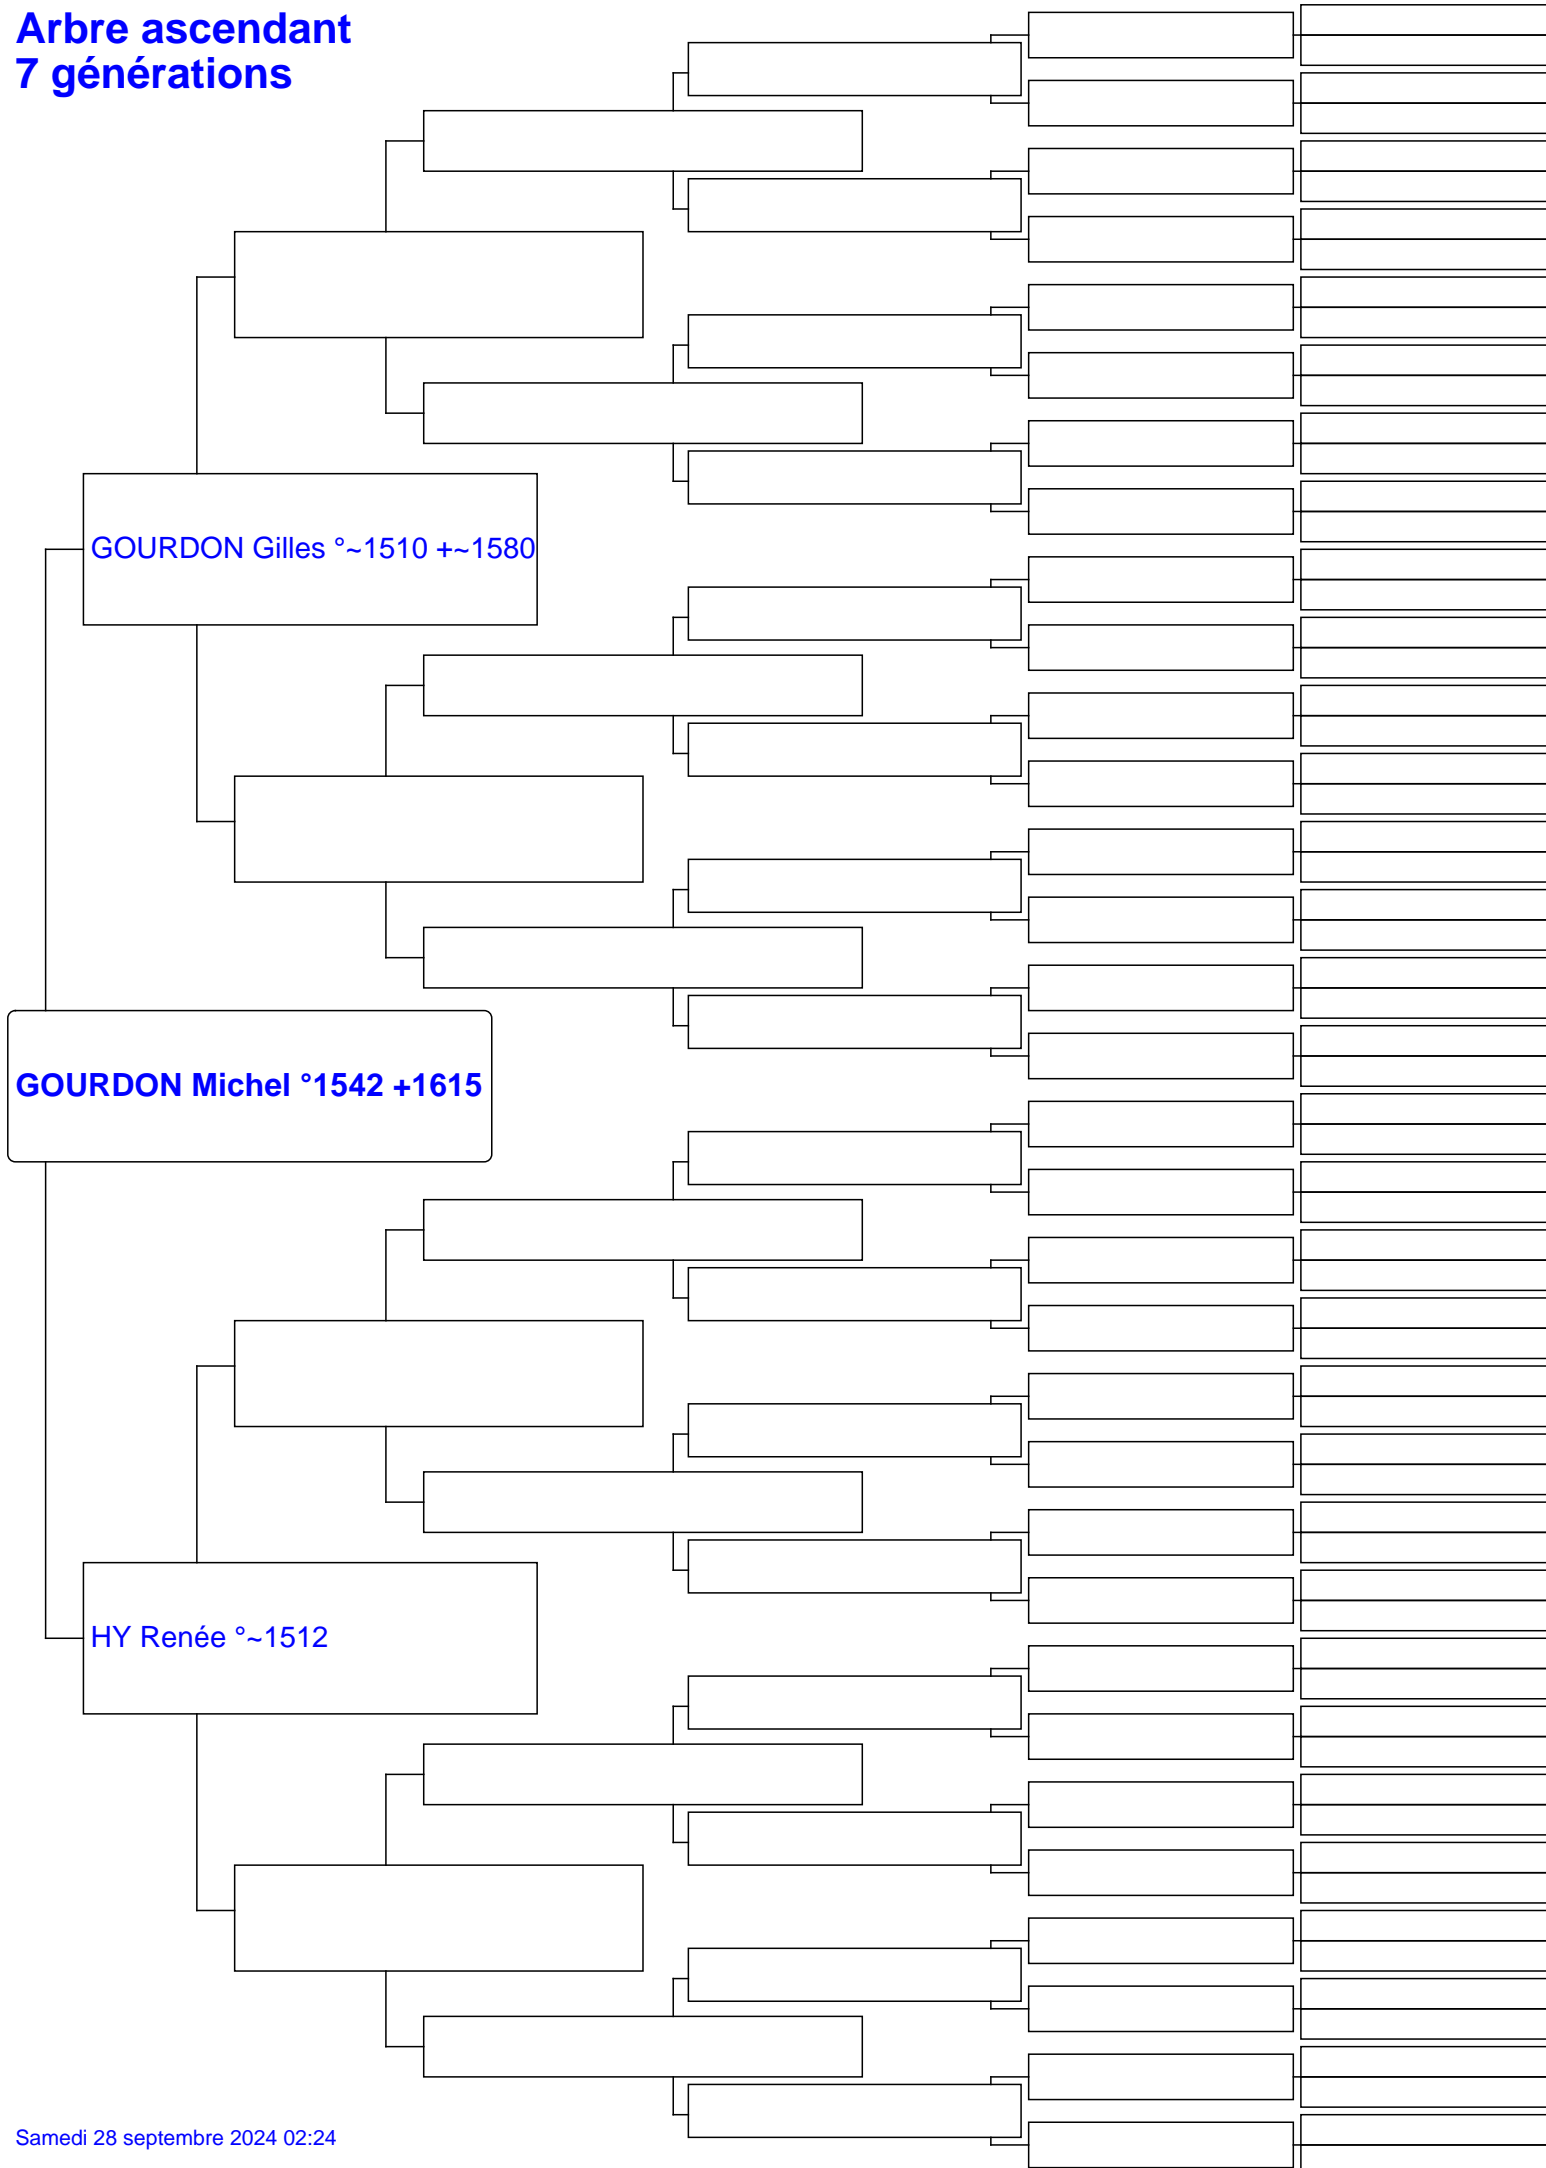 Arbre ascendant
7 générations
GOURDON Gilles °~1510 +~1580
GOURDON Michel °1542 +1615
HY Renée °~1512
Samedi 28 septembre 2024 02:24